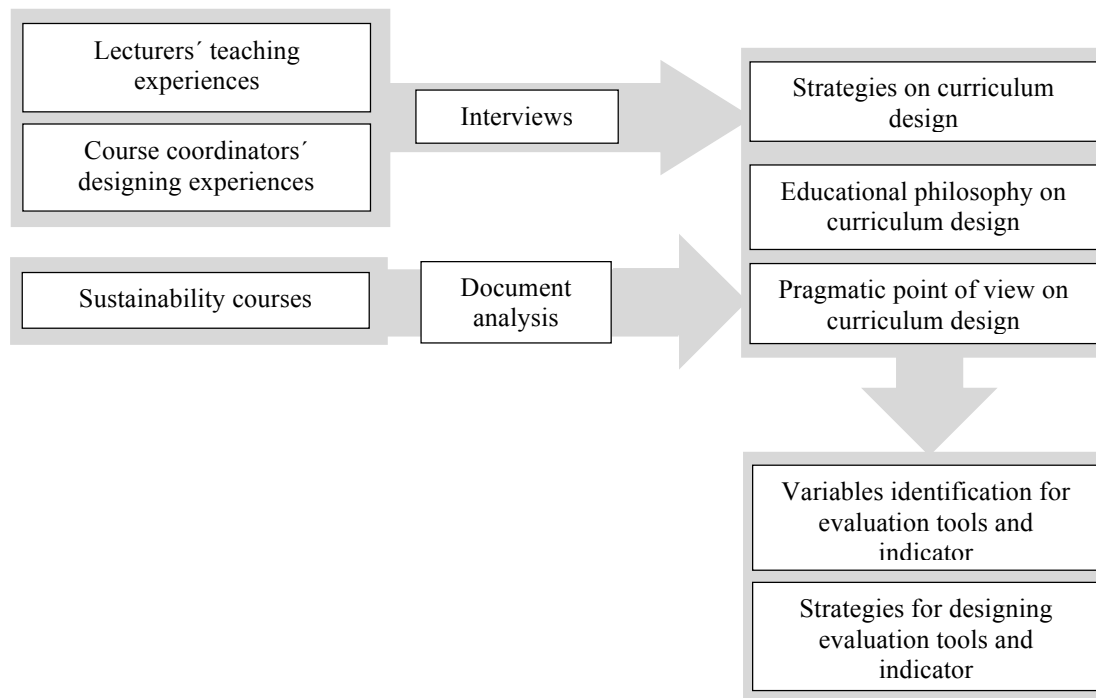 Lecturers´ teaching
experiences
Course coordinators´
designing experiences
Interviews
Strategies on curriculum
design
Educational philosophy on
curriculum design
Sustainability courses
Document
analysis
Pragmatic point of view on
curriculum design
Variables identification for
evaluation tools and
indicator
Strategies for designing
evaluation tools and
indicator